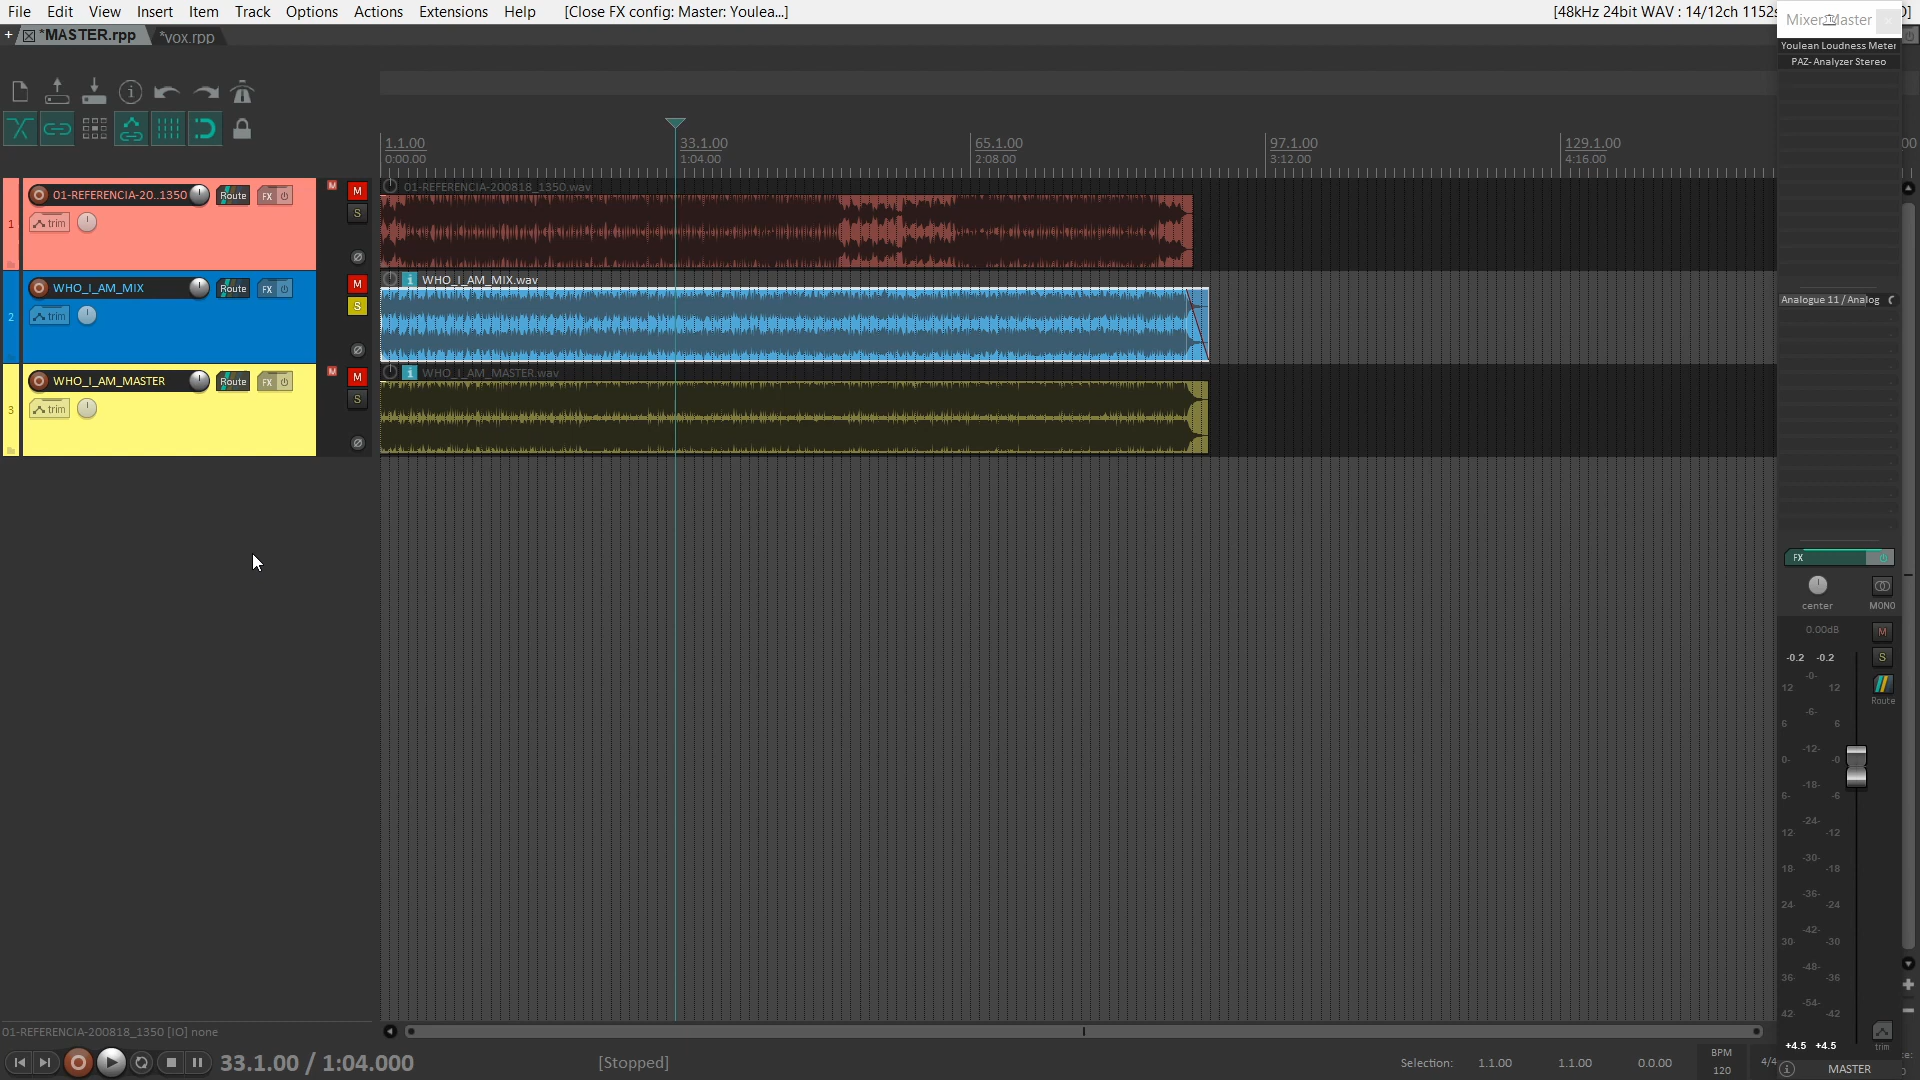 File Edit View Insert Item Track Options Actions Extensions Help [Close FX config: Master: Youlea...] [48kHz 24bit WAV : 14/12ch 1152s
Mixer Master
+ *MASTER.rpp *vox.rpp
Youlean Loudness Meter
PAZ-Analyzer Stereo
1.1.00 33.1.00 65.1.00 97.1.00 129.1.00
0:00.00 1:04.00 2:08.00 3:12.00 4:16.00
1 01-REFERENCIA-20..1350 Route FX M M 01-REFERENCIA-200818_1350.wav
trim S
2 WHO_I_AM_MIX Route FX M i WHO_I_AM_MIX.wav
trim S
Analogue 11 / Analog
3 WHO_I_AM_MASTER Route FX M M i WHO_I_AM_MASTER.wav
trim S
FX
center MONO
0.00dB M
-0.2 -0.2 S
-0-
12 12
Route
-6-
6 6
-12-
0- -0
-18-
6- -6
-24-
12- -12
-30-
18- -18
-36-
24- -24
-42-
30- -30
-48-
36- -36
-54-
42- -42
trim
+4.5 +4.5
MASTER
01-REFERENCIA-200818_1350 [IO] none
33.1.00 / 1:04.000 [Stopped] Selection: 1.1.00 1.1.00 0.0.00 BPM 120 4/4